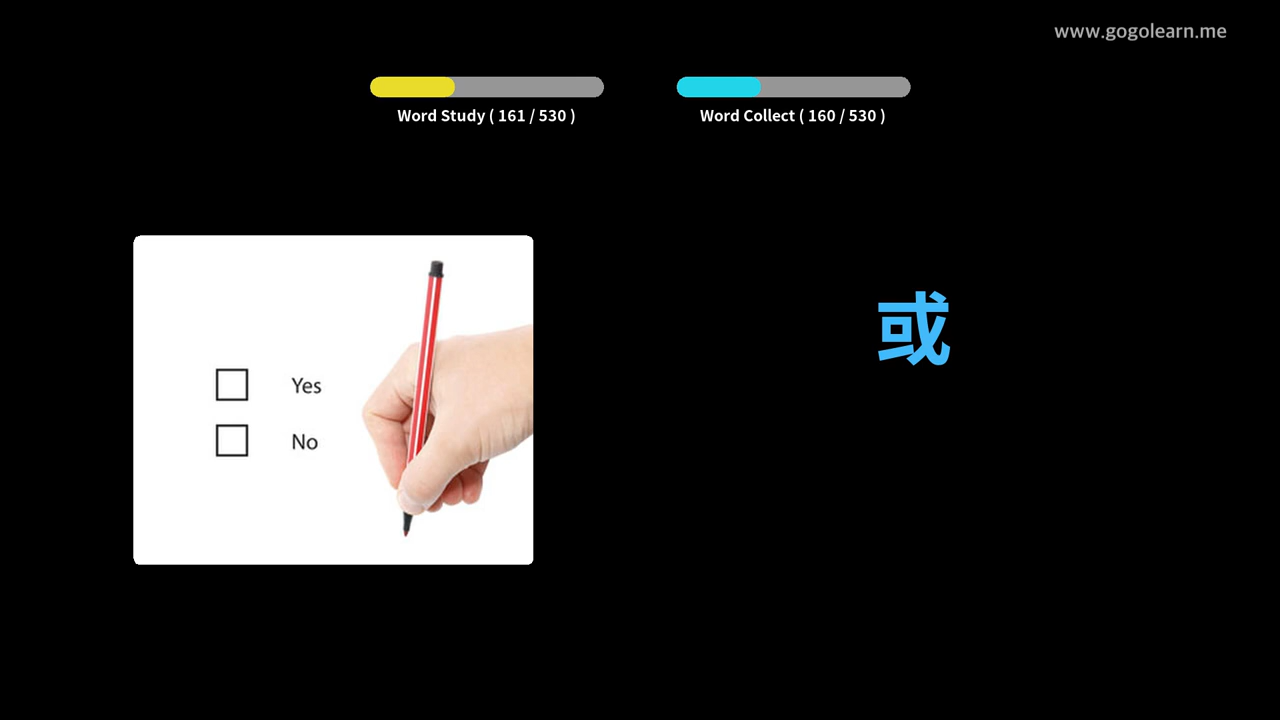 www.gogolearn.me
Word Study ( 161 / 530 )
Word Collect ( 160 / 530 )
Yes
No
或